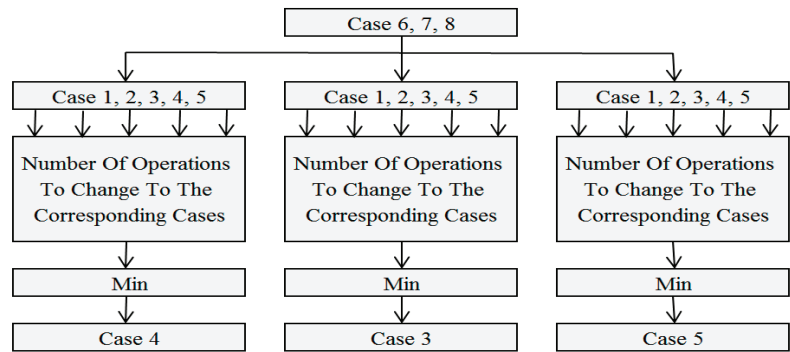 Case 6, 7, 8
Case 1, 2, 3, 4, 5
Case 1, 2, 3, 4, 5
Case 1, 2, 3, 4, 5
Number Of Operations
To Change To The
Corresponding Cases
Number Of Operations
To Change To The
Corresponding Cases
Number Of Operations
To Change To The
Corresponding Cases
Min
Min
Min
Case 4
Case 3
Case 5